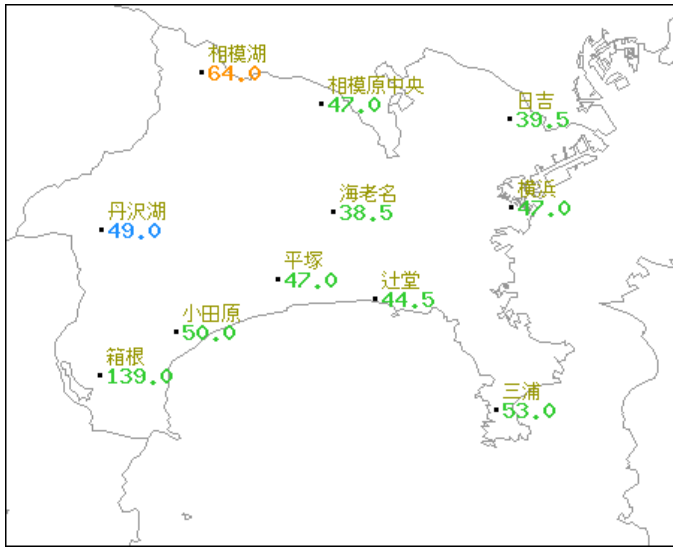 相模湖
64.0
相模原中央
47.0
日吉
39.5
海老名
38.5
横浜
47.0
丹沢湖
49.0
平塚
47.0
辻堂
44.5
小田原
50.0
箱根
139.0
三浦
53.0